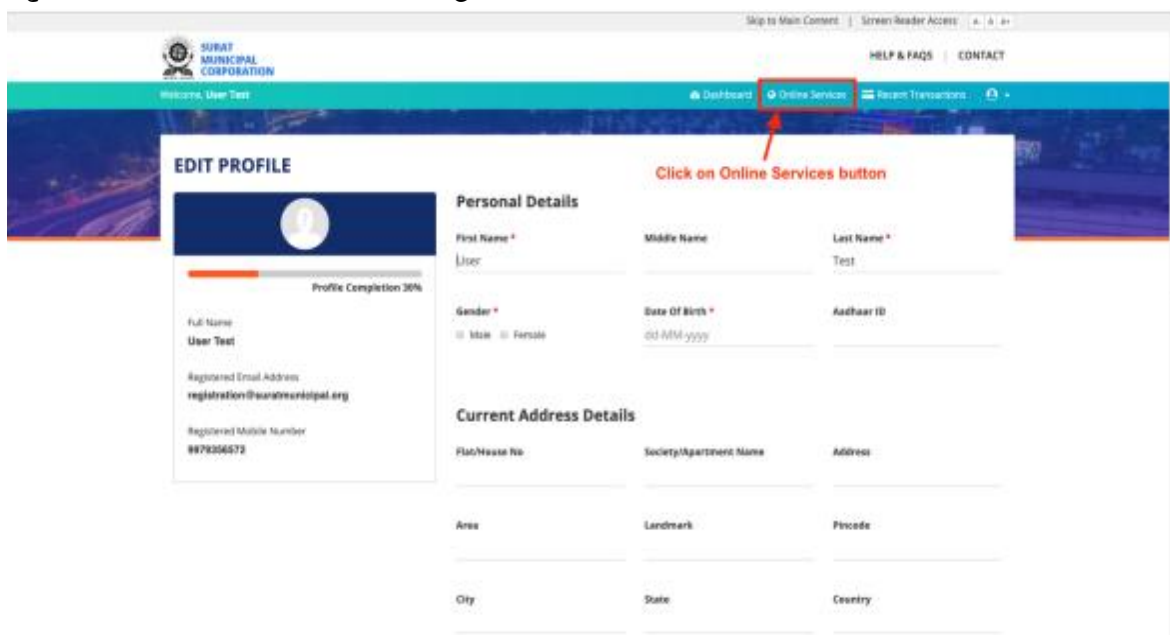 Skip to Main Content | Screen Reader Access A- A A+
SURAT
MUNICIPAL
CORPORATION
HELP & FAQS | CONTACT
Welcome, User Test
Dashboard Online Services Recent Transactions
Click on Online Services button
EDIT PROFILE
Profile Completion 30%
Full Name
User Test
Registered Email Address
registration@suratmunicipal.org
Registered Mobile Number
9979356572
Personal Details
First Name * Middle Name Last Name *
User Test
Gender * Date Of Birth * Aadhaar ID
Male Female dd-MM-yyyy
Current Address Details
Flat/House No Society/Apartment Name Address
Area Landmark Pincode
City State Country